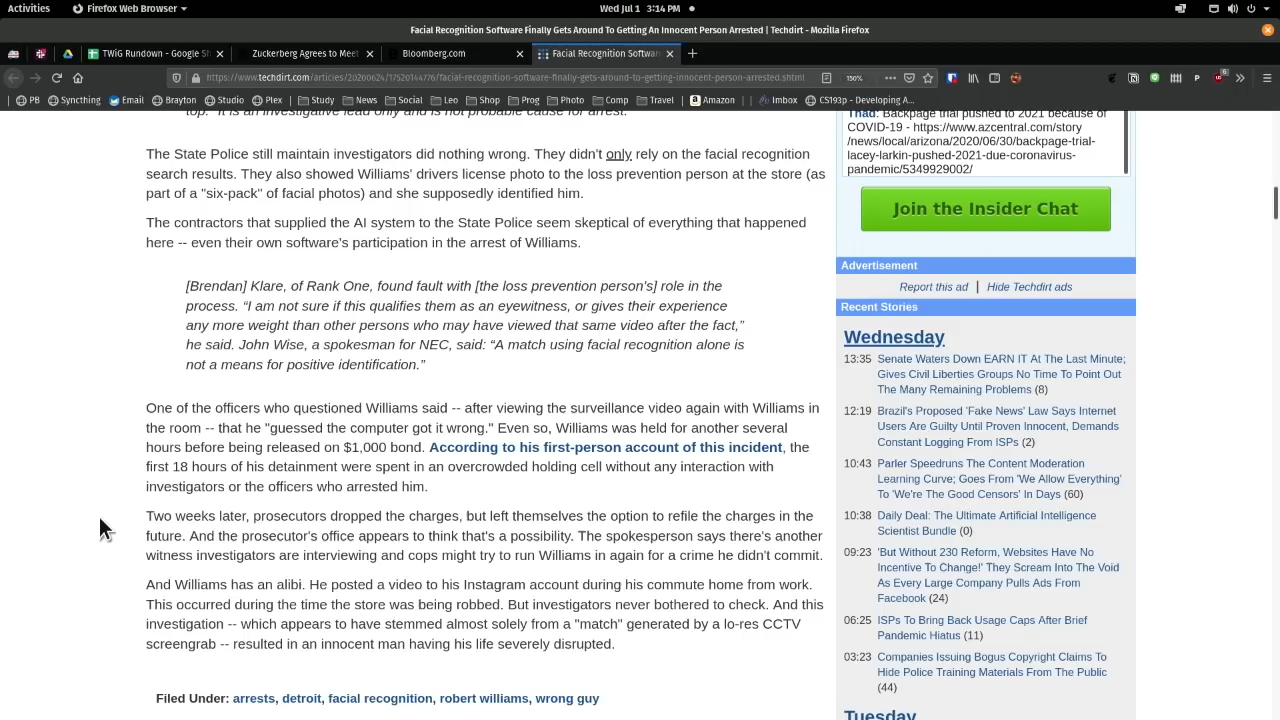 Activities
Firefox Web Browser
Wed Jul 1 3:14 PM
Facial Recognition Software Finally Gets Around To Getting An Innocent Person Arrested | Techdirt - Mozilla Firefox
TWiG Rundown - Google Sh
Zuckerberg Agrees to Meet
Bloomberg.com
Facial Recognition Softwar
https://www.techdirt.com/articles/20200624/17520144776/facial-recognition-software-finally-gets-around-to-getting-innocent-person-arrested.shtml
150%
6
PB
Syncthing
Email
Brayton
Studio
Plex
Study
News
Social
Leo
Shop
Prog
Photo
Comp
Travel
Amazon
Imbox
CS193p - Developing A...
top. "It is an investigative lead only and is not probable cause for arrest."
The State Police still maintain investigators did nothing wrong. They didn't only rely on the facial recognition
search results. They also showed Williams' drivers license photo to the loss prevention person at the store (as
part of a "six-pack" of facial photos) and she supposedly identified him.
The contractors that supplied the AI system to the State Police seem skeptical of everything that happened
here -- even their own software's participation in the arrest of Williams.
[Brendan] Klare, of Rank One, found fault with [the loss prevention person's] role in the
process. “I am not sure if this qualifies them as an eyewitness, or gives their experience
any more weight than other persons who may have viewed that same video after the fact,”
he said. John Wise, a spokesman for NEC, said: “A match using facial recognition alone is
not a means for positive identification.”
One of the officers who questioned Williams said -- after viewing the surveillance video again with Williams in
the room -- that he "guessed the computer got it wrong." Even so, Williams was held for another several
hours before being released on $1,000 bond. According to his first-person account of this incident, the
first 18 hours of his detainment were spent in an overcrowded holding cell without any interaction with
investigators or the officers who arrested him.
Two weeks later, prosecutors dropped the charges, but left themselves the option to refile the charges in the
future. And the prosecutor's office appears to think that's a possibility. The spokesperson says there's another
witness investigators are interviewing and cops might try to run Williams in again for a crime he didn't commit.
And Williams has an alibi. He posted a video to his Instagram account during his commute home from work.
This occurred during the time the store was being robbed. But investigators never bothered to check. And this
investigation -- which appears to have stemmed almost solely from a "match" generated by a lo-res CCTV
screengrab -- resulted in an innocent man having his life severely disrupted.
Filed Under: arrests, detroit, facial recognition, robert williams, wrong guy
Thad: Backpage trial pushed to 2021 because of
COVID-19 - https://www.azcentral.com/story
/news/local/arizona/2020/06/30/backpage-trial-
lacey-larkin-pushed-2021-due-coronavirus-
pandemic/5349929002/
Join the Insider Chat
Advertisement
Report this ad | Hide Techdirt ads
Recent Stories
Wednesday
13:35 Senate Waters Down EARN IT At The Last Minute;
Gives Civil Liberties Groups No Time To Point Out
The Many Remaining Problems (8)
12:19 Brazil's Proposed 'Fake News' Law Says Internet
Users Are Guilty Until Proven Innocent, Demands
Constant Logging From ISPs (2)
10:43 Parler Speedruns The Content Moderation
Learning Curve; Goes From 'We Allow Everything'
To 'We're The Good Censors' In Days (60)
10:38 Daily Deal: The Ultimate Artificial Intelligence
Scientist Bundle (0)
09:23 'But Without 230 Reform, Websites Have No
Incentive To Change!' They Scream Into The Void
As Every Large Company Pulls Ads From
Facebook (24)
06:25 ISPs To Bring Back Usage Caps After Brief
Pandemic Hiatus (11)
03:23 Companies Issuing Bogus Copyright Claims To
Hide Police Training Materials From The Public
(44)
Tuesday